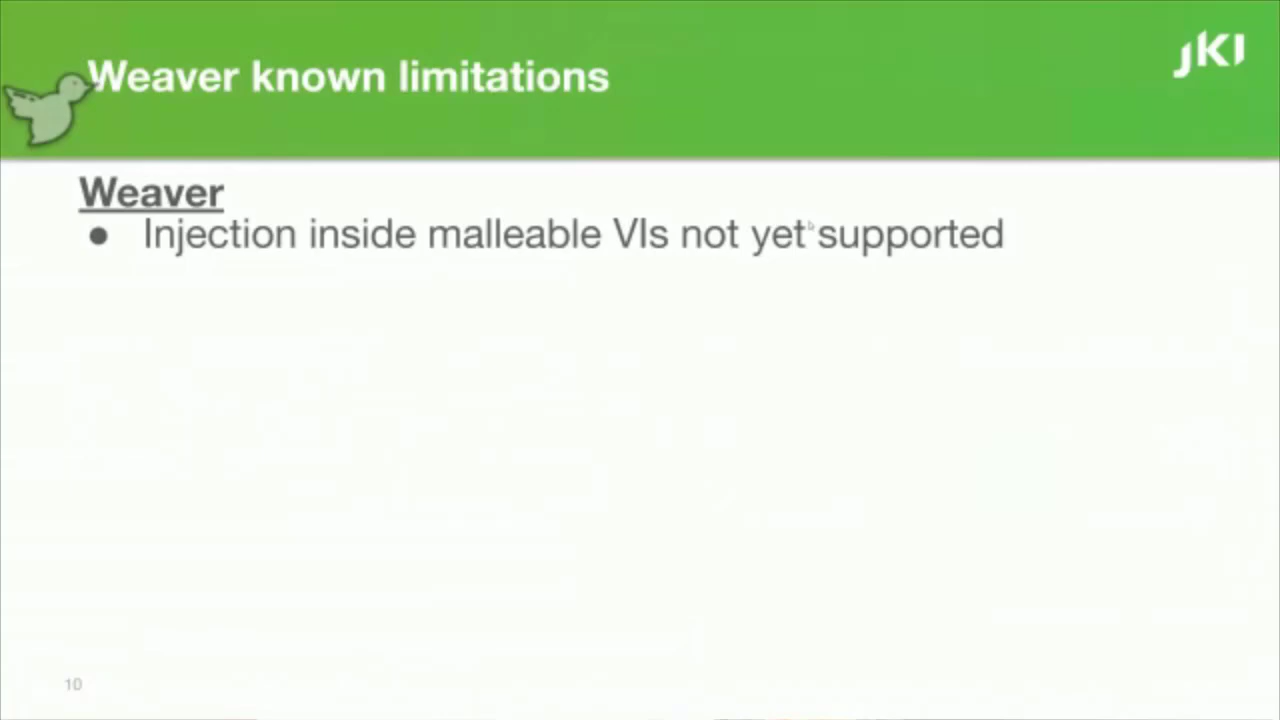 Weaver known limitations
JKI
Weaver
● Injection inside malleable VIs not yet supported
10